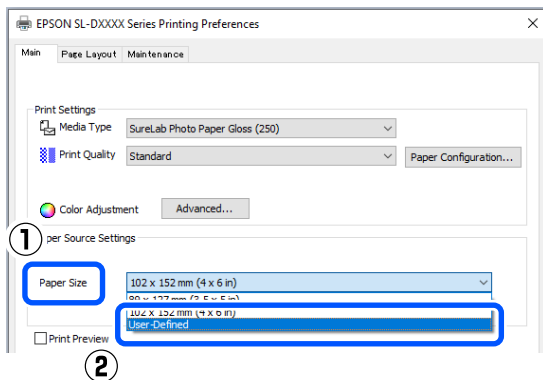 EPSON SL-DXXXX Series Printing Preferences
Main Page Layout Maintenance
Print Settings
Media Type SureLab Photo Paper Gloss (250)
Print Quality Standard Paper Configuration...
Color Adjustment Advanced...
1
per Source Settings
Paper Size 102 x 152 mm (4 x 6 in)
89 x 127 mm (3.5 x 5 in)
102 x 152 mm (4 x 6 in)
User-Defined
Print Preview
2